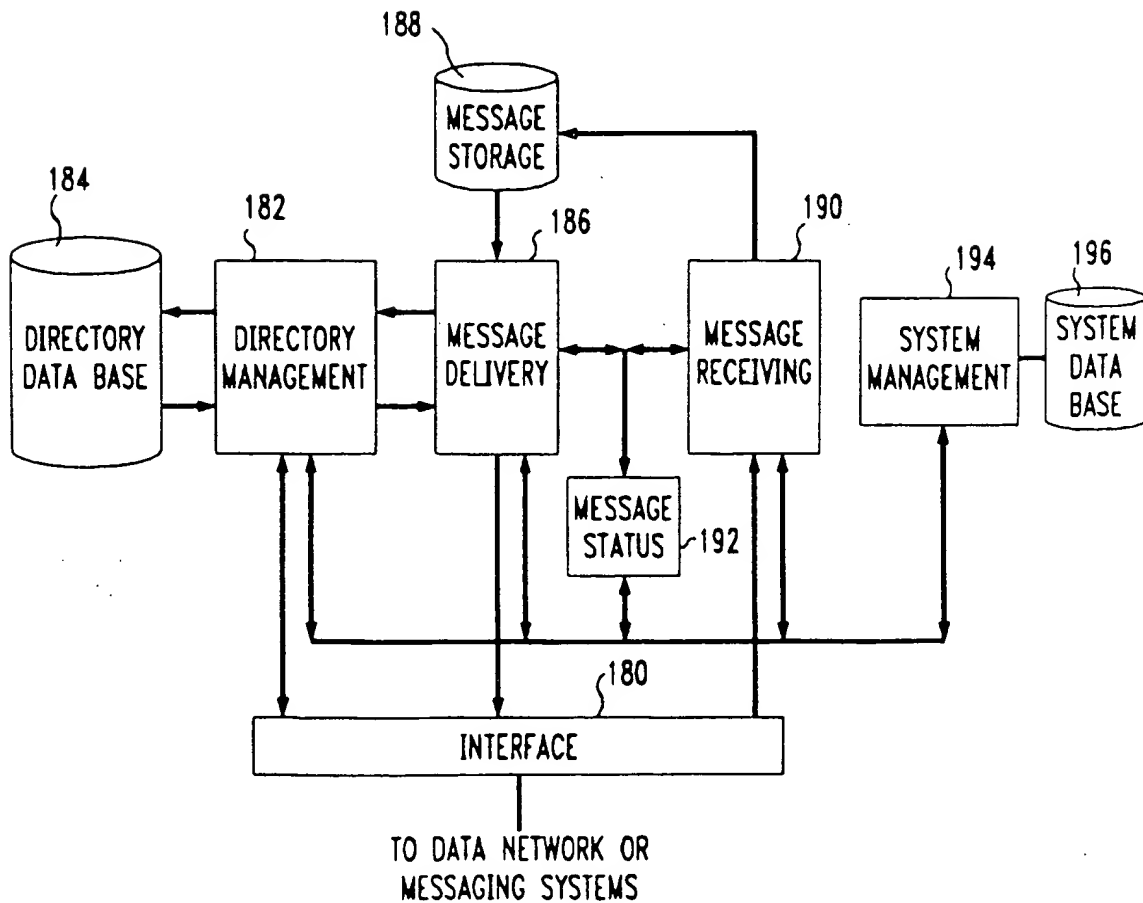 188
MESSAGE
STORAGE
184
182
186
190
194
196
DIRECTORY
DATA BASE
DIRECTORY
MANAGEMENT
MESSAGE
DELIVERY
MESSAGE
RECEIVING
SYSTEM
MANAGEMENT
SYSTEM
DATA
BASE
MESSAGE
STATUS
192
180
INTERFACE
TO DATA NETWORK OR
MESSAGING SYSTEMS